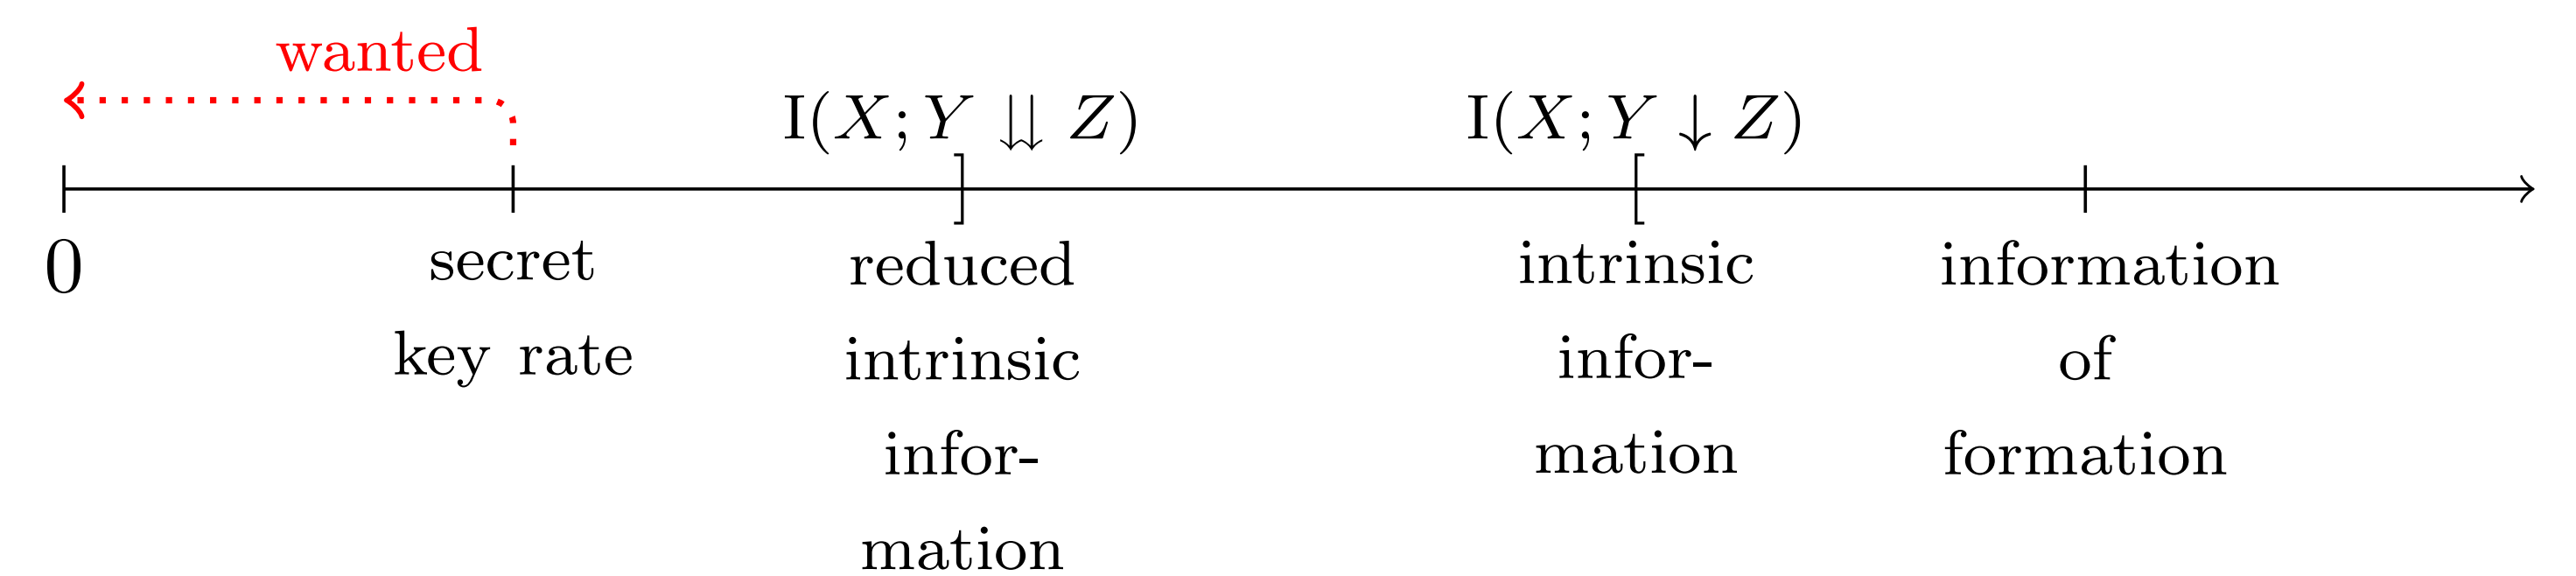 wanted
I(X; Y ⇊ Z)
I(X; Y ↓ Z)
0
secret
key rate
reduced
intrinsic
infor-
mation
intrinsic
infor-
mation
information
of
formation